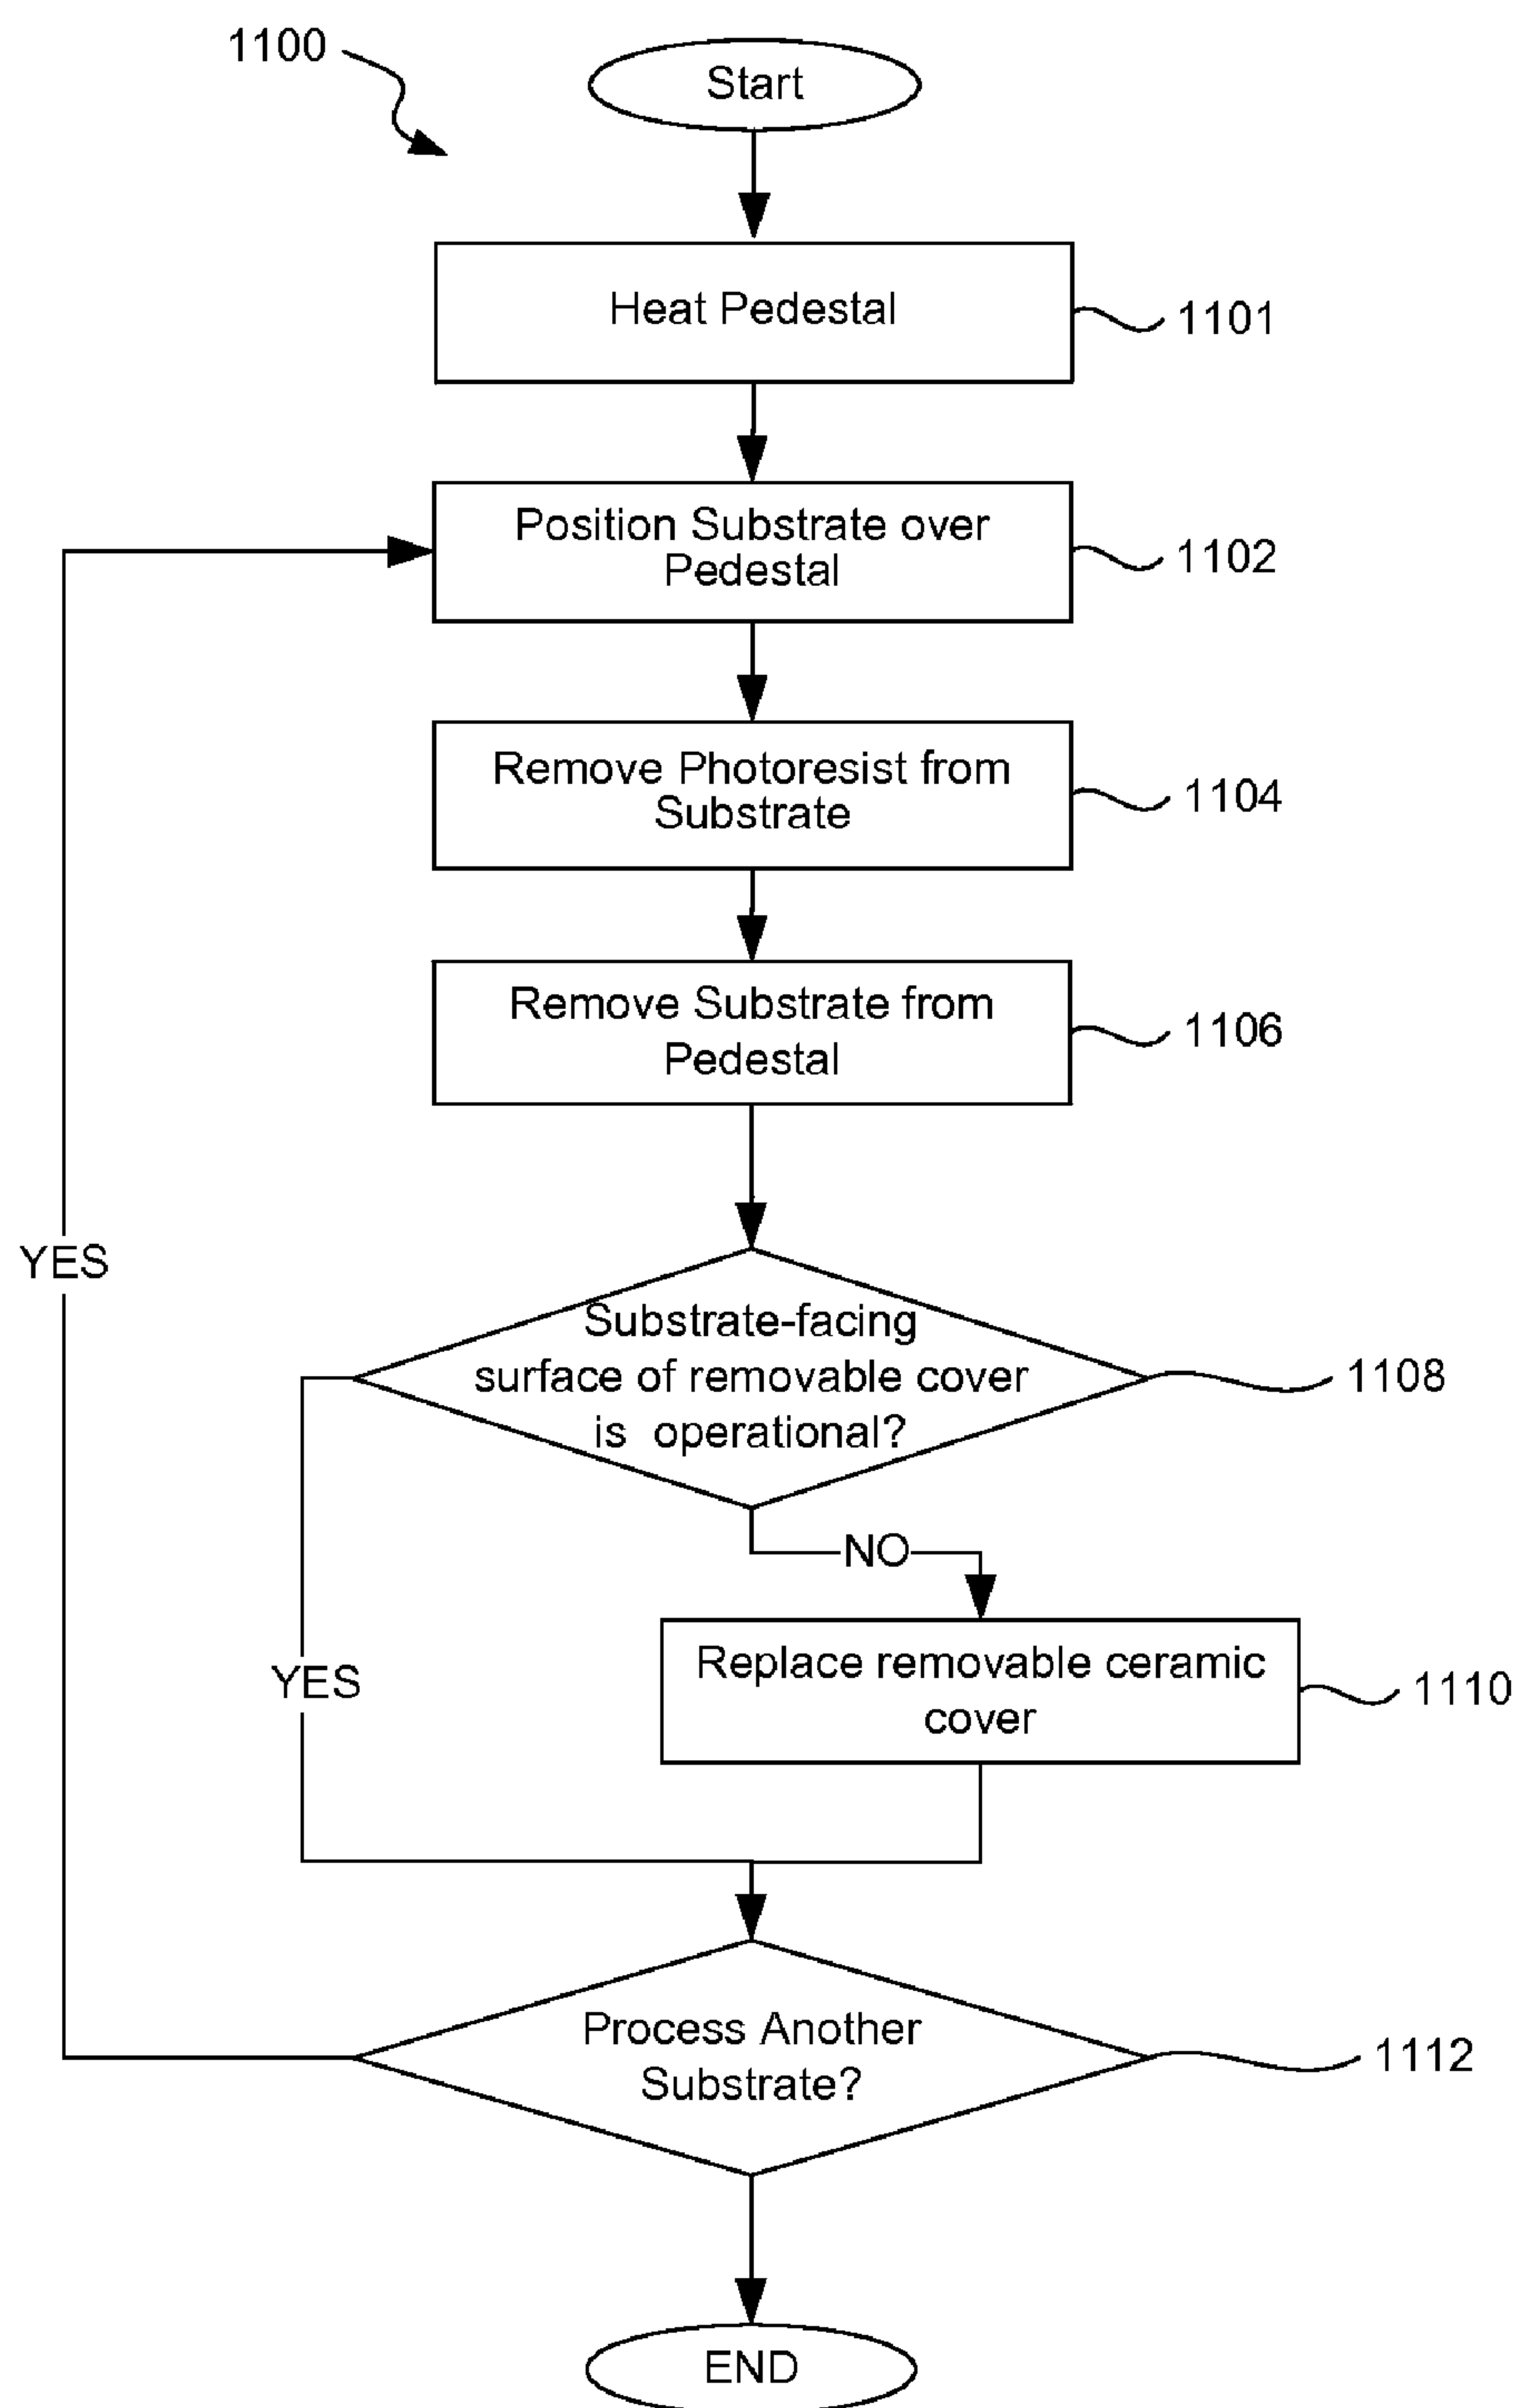 1100
Start
Heat Pedestal
1101
Position Substrate over
Pedestal
1102
Remove Photoresist from
Substrate
1104
Remove Substrate from
Pedestal
1106
YES
Substrate-facing
surface of removable cover
is operational?
1108
NO
YES
Replace removable ceramic
cover
1110
Process Another
Substrate?
1112
END